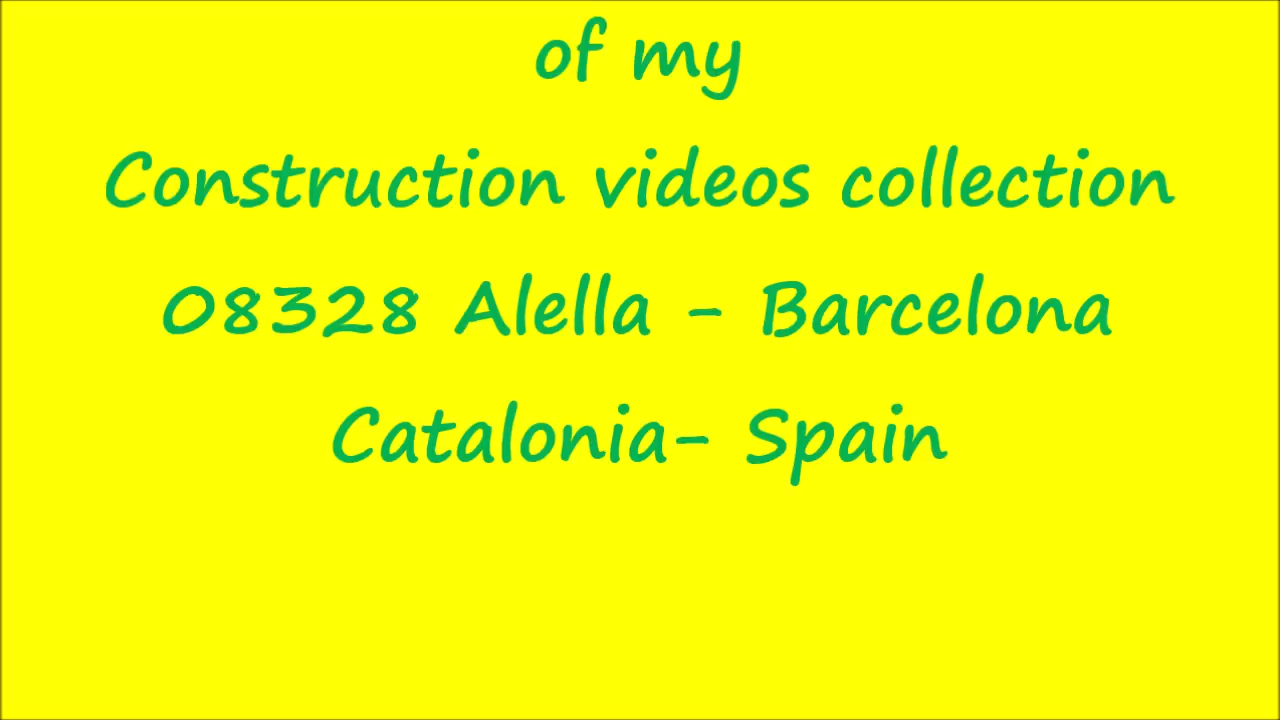 of my
Construction videos collection
08328 Alella - Barcelona
Catalonia- Spain